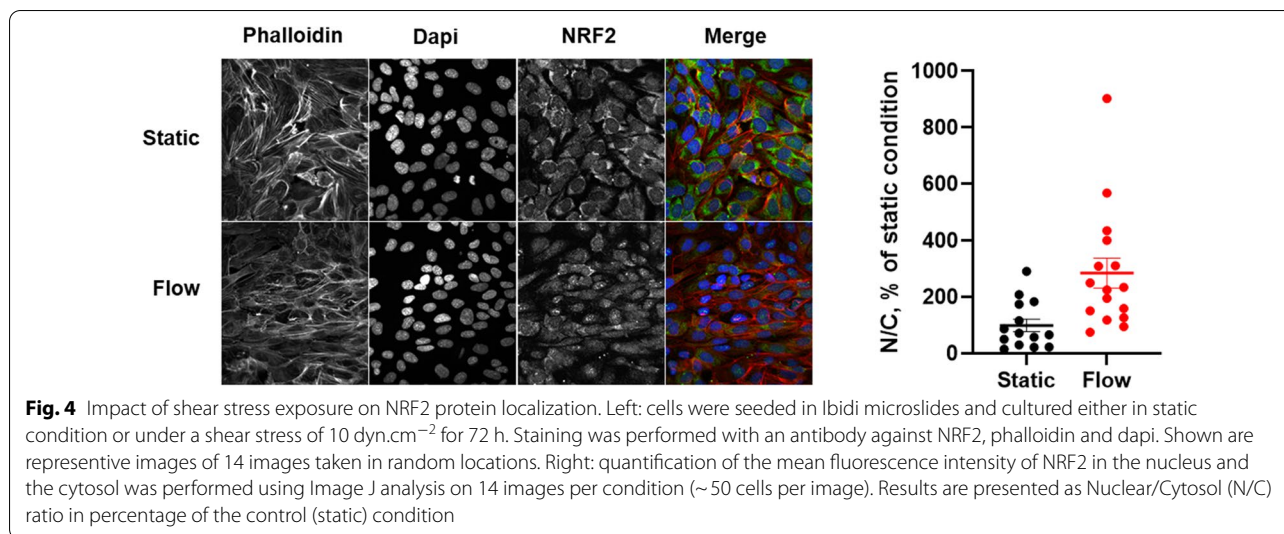 Phalloidin Dapi NRF2 Merge
Static
Flow
N/C, % of static condition
1000
800
600
400
200
0
Static Flow
Fig. 4 Impact of shear stress exposure on NRF2 protein localization. Left: cells were seeded in Ibidi microslides and cultured either in static
condition or under a shear stress of 10 dyn.cm−2 for 72 h. Staining was performed with an antibody against NRF2, phalloidin and dapi. Shown are
representive images of 14 images taken in random locations. Right: quantification of the mean fluorescence intensity of NRF2 in the nucleus and
the cytosol was performed using Image J analysis on 14 images per condition (~ 50 cells per image). Results are presented as Nuclear/Cytosol (N/C)
ratio in percentage of the control (static) condition